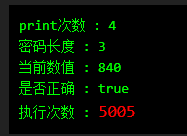 print次数 : 4
密码长度 : 3
当前数值 : 840
是否正确 : true
执行次数 : 5005